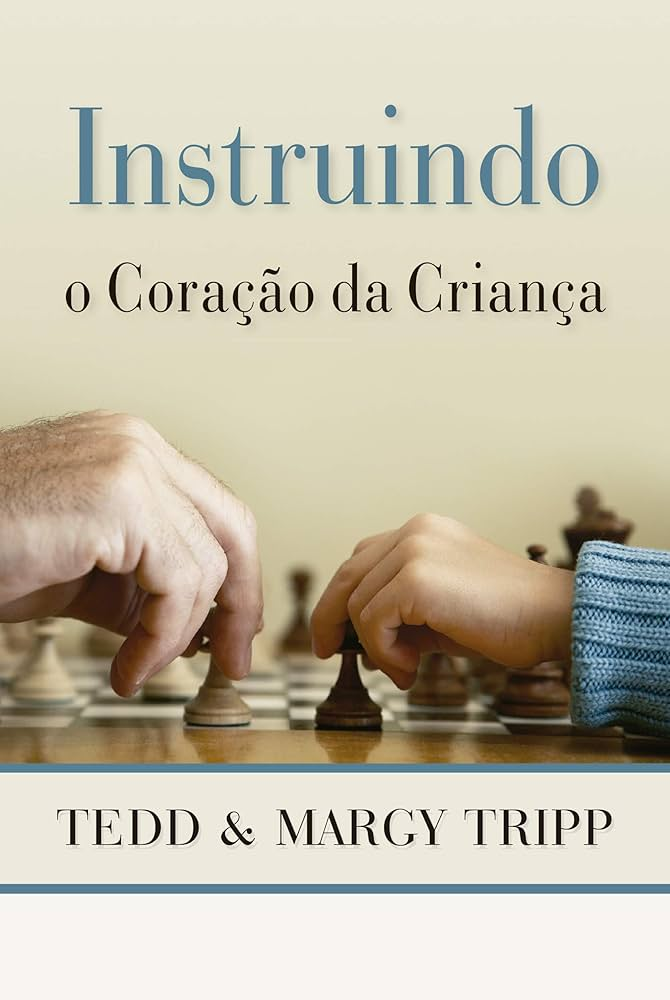 Instruindo
o Coração da Criança
TEDD & MARGY TRIPP